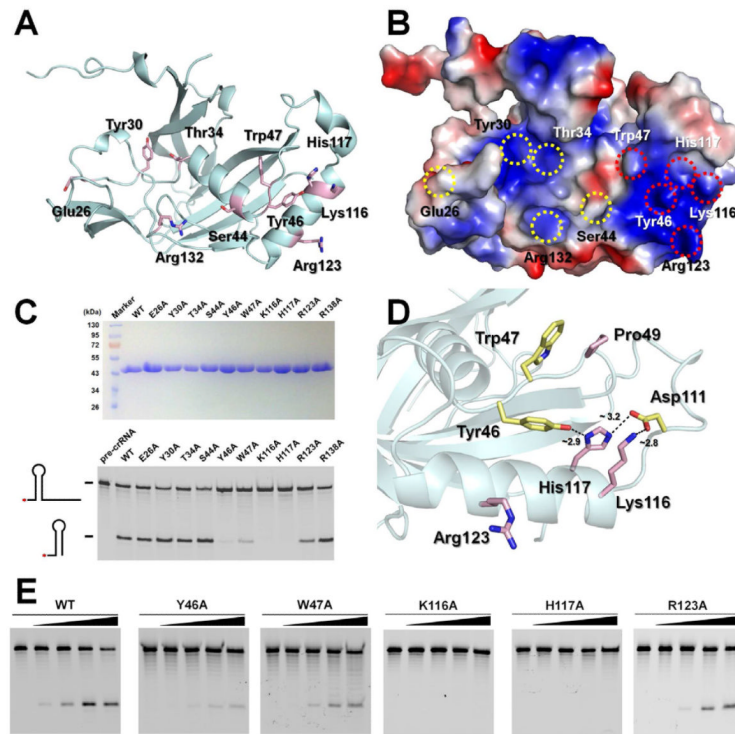 A
Tyr30
Thr34
Trp47
His117
Glu26
Arg132
Ser44
Tyr46
Lys116
Arg123
B
Tyr30
Thr34
Trp47
His117
Glu26
Arg132
Ser44
Tyr46
Lys116
Arg123
C
(kDa) Marker WT E26A Y30A T34A S44A Y46A W47A K116A H117A R123A R138A
130
95
72
55
43
34
26
pre-crRNA WT E26A Y30A T34A S44A Y46A W47A K116A H117A R123A R138A
D
Trp47
Pro49
Asp111
~ 3.2
Tyr46
~2.9
~2.8
His117
Lys116
Arg123
E
WT Y46A W47A K116A H117A R123A